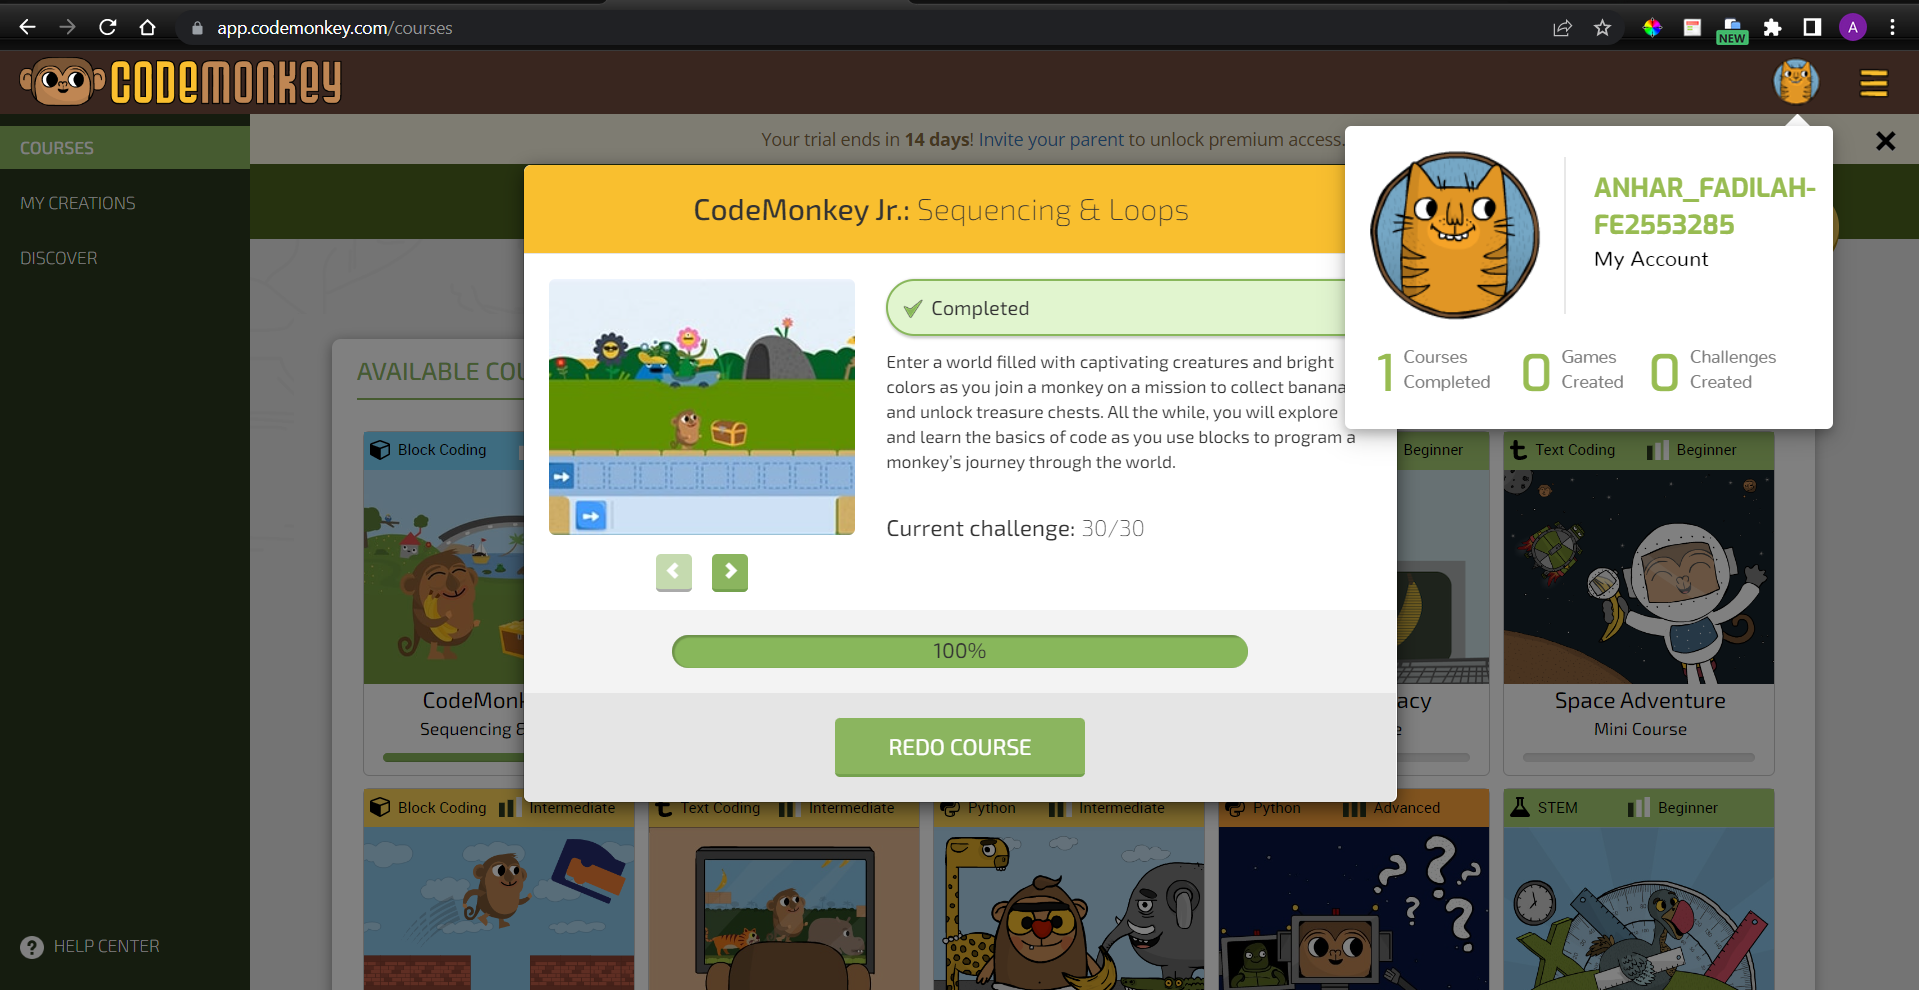 app.codemonkey.com/courses
NEW
A
CODEMONKEY
COURSES
MY CREATIONS
DISCOVER
HELP CENTER
Your trial ends in 14 days! Invite your parent to unlock premium access.
ANHAR_FADILAH-
FE2553285
My Account
1 Courses Completed
0 Games Created
0 Challenges Created
CodeMonkey Jr.: Sequencing & Loops
Completed
Enter a world filled with captivating creatures and bright
colors as you join a monkey on a mission to collect banana
and unlock treasure chests. All the while, you will explore
and learn the basics of code as you use blocks to program a
monkey's journey through the world.
Current challenge: 30/30
100%
REDO COURSE
AVAILABLE COU
Block Coding
Beginner
Text Coding Beginner
CodeMon
Sequencing &
acy
Space Adventure
Mini Course
Block Coding Intermediate
Text Coding Intermediate
Python Intermediate
Python Advanced
STEM Beginner